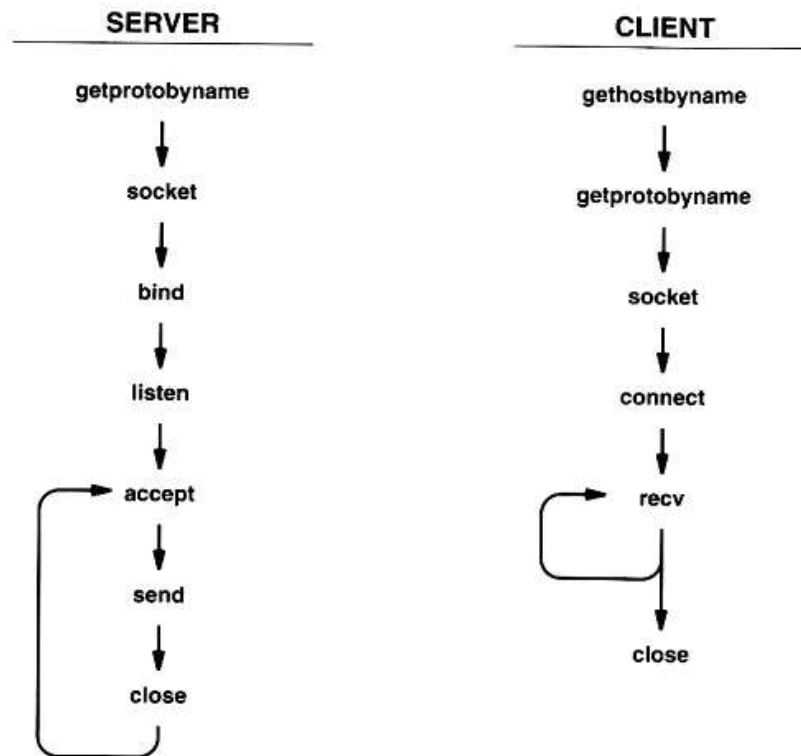 SERVER
getprotobyname
socket
bind
listen
accept
send
close
CLIENT
gethostbyname
getprotobyname
socket
connect
recv
close